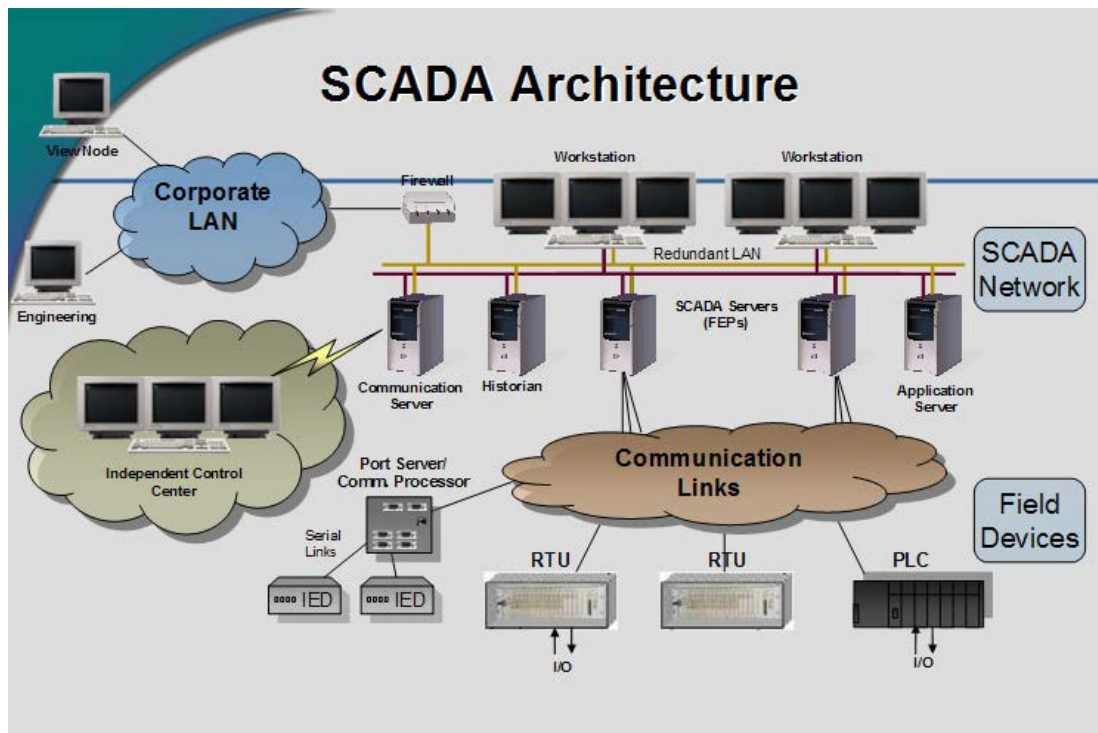 SCADA Architecture
View Node
Corporate
LAN
Firewall
Workstation
Workstation
Engineering
Redundant LAN
SCADA
Network
SCADA Servers
(FEPs)
Communication
Server
Historian
Application
Server
Independent Control
Center
Port Server/
Comm. Processor
Communication
Links
Field
Devices
Serial
Links
IED
IED
RTU
RTU
PLC
I/O
I/O